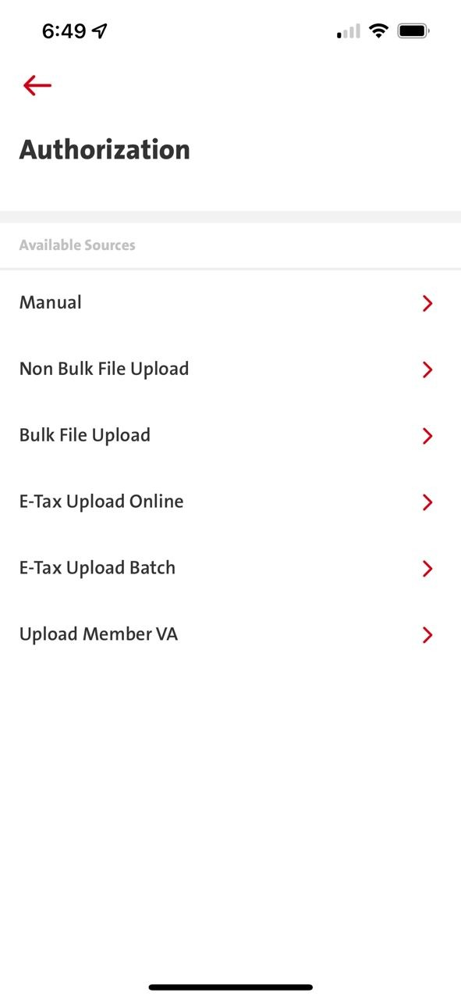 6:49
Authorization
Available Sources
Manual
Non Bulk File Upload
Bulk File Upload
E-Tax Upload Online
E-Tax Upload Batch
Upload Member VA